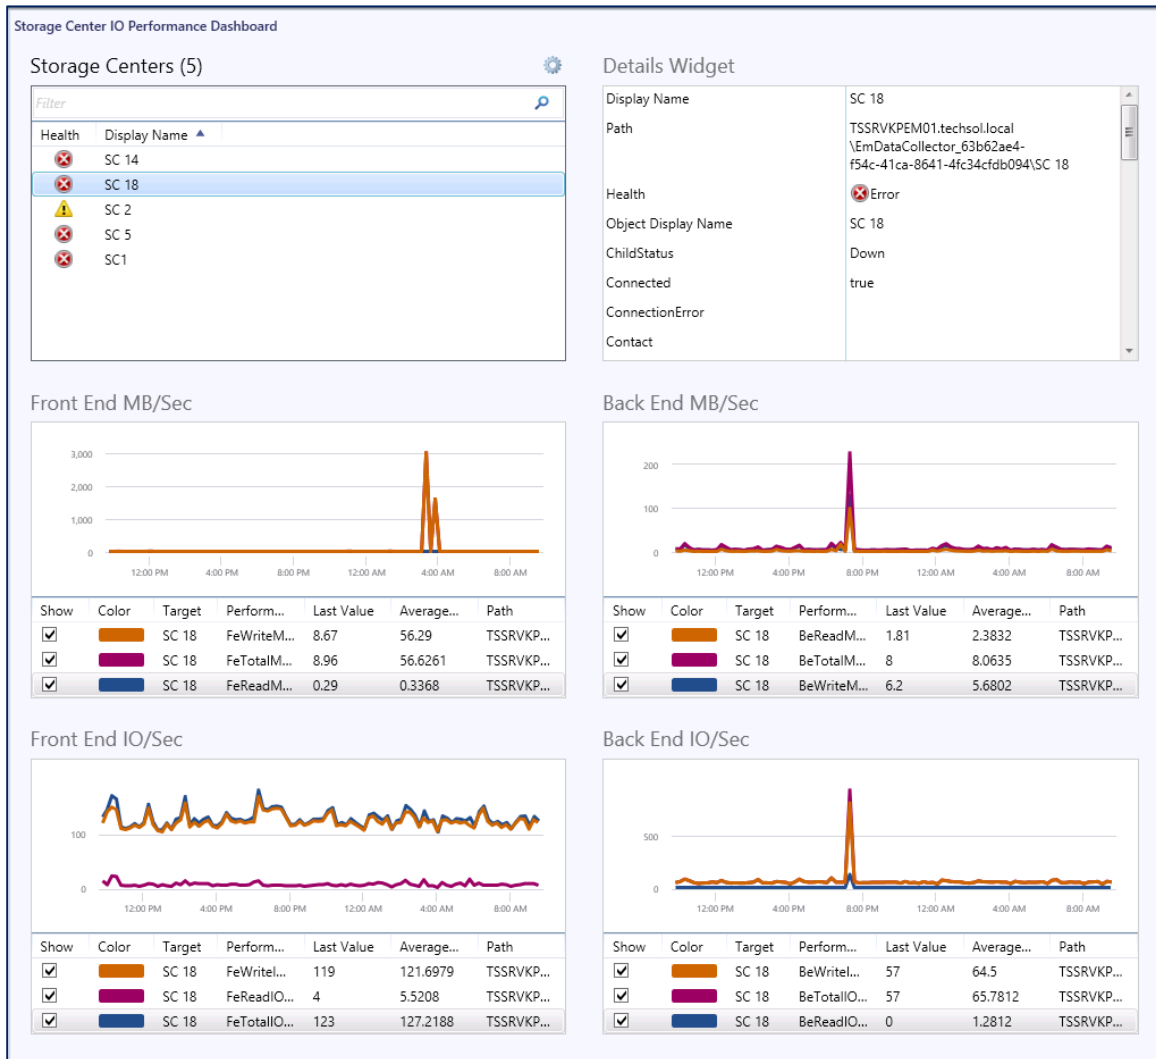 Storage Center IO Performance Dashboard
Storage Centers (5)
Filter
Health Display Name
SC 14
SC 18
SC 2
SC 5
SC1
Details Widget
Display Name SC 18
Path TSSRVKPEM01.techsol.local
\EmDataCollector_63b62ae4-
f54c-41ca-8641-4fc34cfdb094\SC 18
Health Error
Object Display Name SC 18
ChildStatus Down
Connected true
ConnectionError
Contact
Front End MB/Sec
3,000
2,000
1,000
0
12:00 PM 4:00 PM 8:00 PM 12:00 AM 4:00 AM 8:00 AM
Show Color Target Perform... Last Value Average... Path
SC 18 FeWriteM... 8.67 56.29 TSSRVKP...
SC 18 FeTotalM... 8.96 56.6261 TSSRVKP...
SC 18 FeReadM... 0.29 0.3368 TSSRVKP...
Back End MB/Sec
200
100
0
12:00 PM 4:00 PM 8:00 PM 12:00 AM 4:00 AM 8:00 AM
Show Color Target Perform... Last Value Average... Path
SC 18 BeReadM... 1.81 2.3832 TSSRVKP...
SC 18 BeTotalM... 8 8.0635 TSSRVKP...
SC 18 BeWriteM... 6.2 5.6802 TSSRVKP...
Front End IO/Sec
100
0
12:00 PM 4:00 PM 8:00 PM 12:00 AM 4:00 AM 8:00 AM
Show Color Target Perform... Last Value Average... Path
SC 18 FeWriteI... 119 121.6979 TSSRVKP...
SC 18 FeReadIO... 4 5.5208 TSSRVKP...
SC 18 FeTotalIO... 123 127.2188 TSSRVKP...
Back End IO/Sec
500
0
12:00 PM 4:00 PM 8:00 PM 12:00 AM 4:00 AM 8:00 AM
Show Color Target Perform... Last Value Average... Path
SC 18 BeWriteI... 57 64.5 TSSRVKP...
SC 18 BeTotalIO... 57 65.7812 TSSRVKP...
SC 18 BeReadIO... 0 1.2812 TSSRVKP...